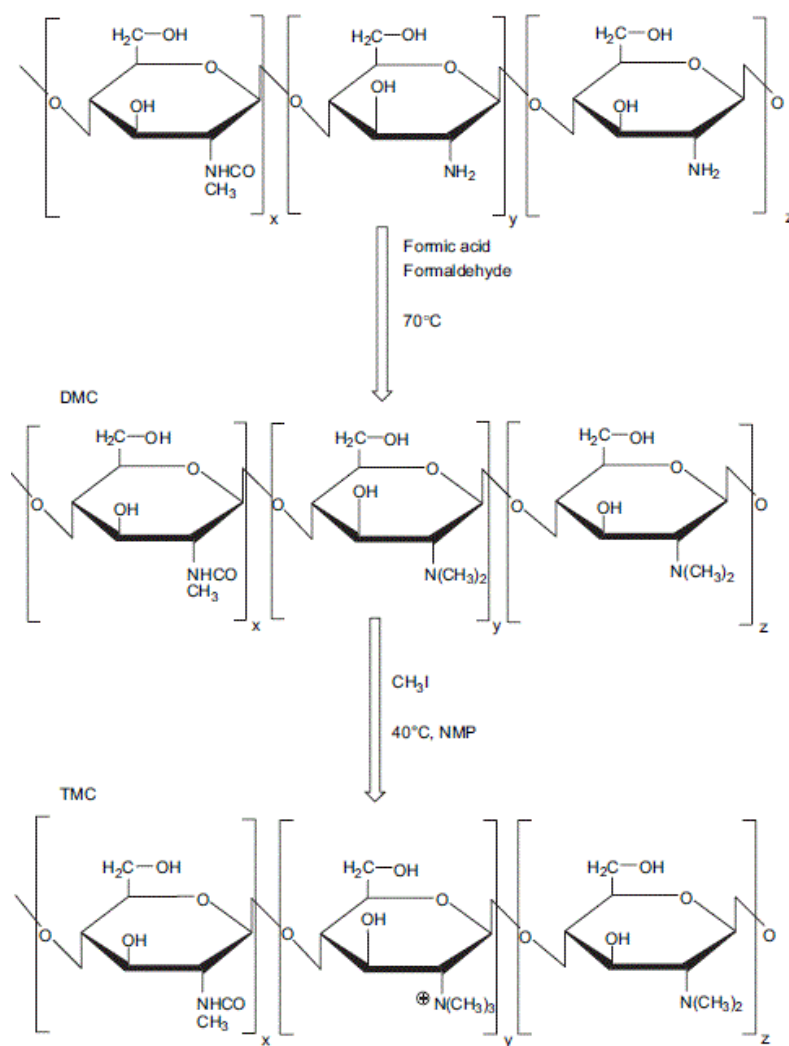 H₂C—OH H₂C—OH H₂C—OH
O O O
O OH O OH O OH O
NHCO NH₂ NH₂
CH₃
x y z
Formic acid
Formaldehyde
70°C
DMC
H₂C—OH H₂C—OH H₂C—OH
O O O
O OH O OH O OH O
NHCO N(CH₃)₂ N(CH₃)₂
CH₃
x y z
CH₃I
40°C, NMP
TMC
H₂C—OH H₂C—OH H₂C—OH
O O O
O OH O OH O OH O
NHCO ⊕N(CH₃)₃ N(CH₃)₂
CH₃
x y z